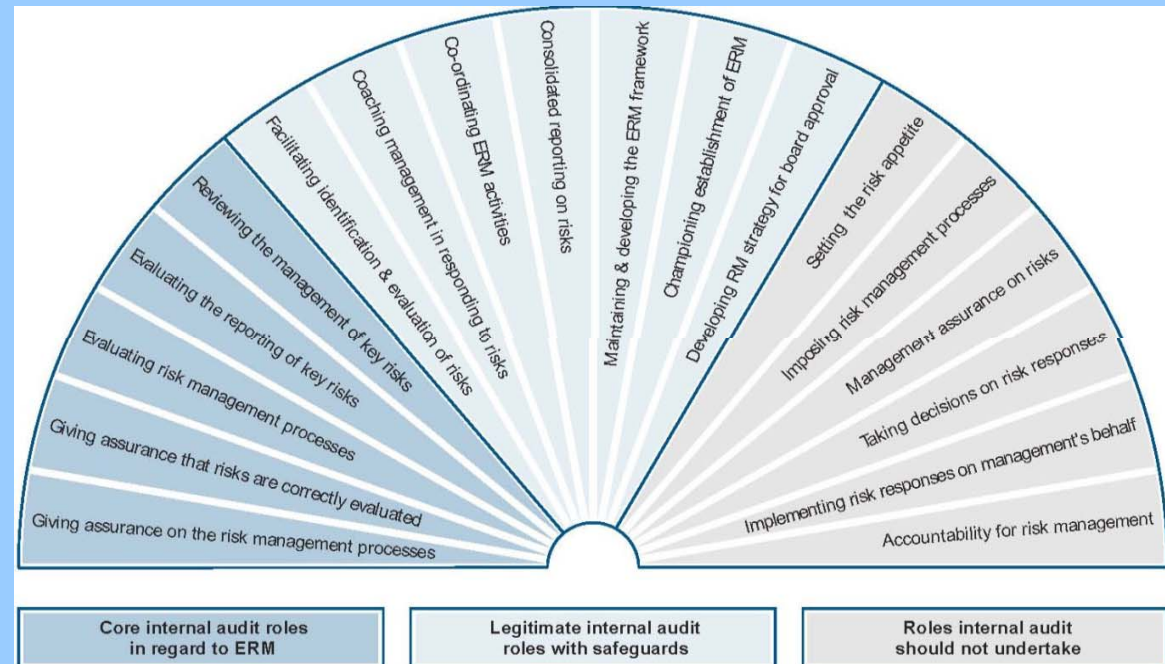 Giving assurance on the risk management processes
Giving assurance that risks are correctly evaluated
Evaluating risk management processes
Evaluating the reporting of key risks
Reviewing the management of key risks
Facilitating identification & evaluation of risks
Coaching management in responding to risks
Co-ordinating ERM activities
Consolidated reporting on risks
Maintaining & developing the ERM framework
Championing establishment of ERM
Developing RM strategy for board approval
Setting the risk appetite
Imposing risk management processes
Management assurance on risks
Taking decisions on risk responses
Implementing risk responses on management's behalf
Accountability for risk management
Core internal audit roles
in regard to ERM
Legitimate internal audit
roles with safeguards
Roles internal audit
should not undertake